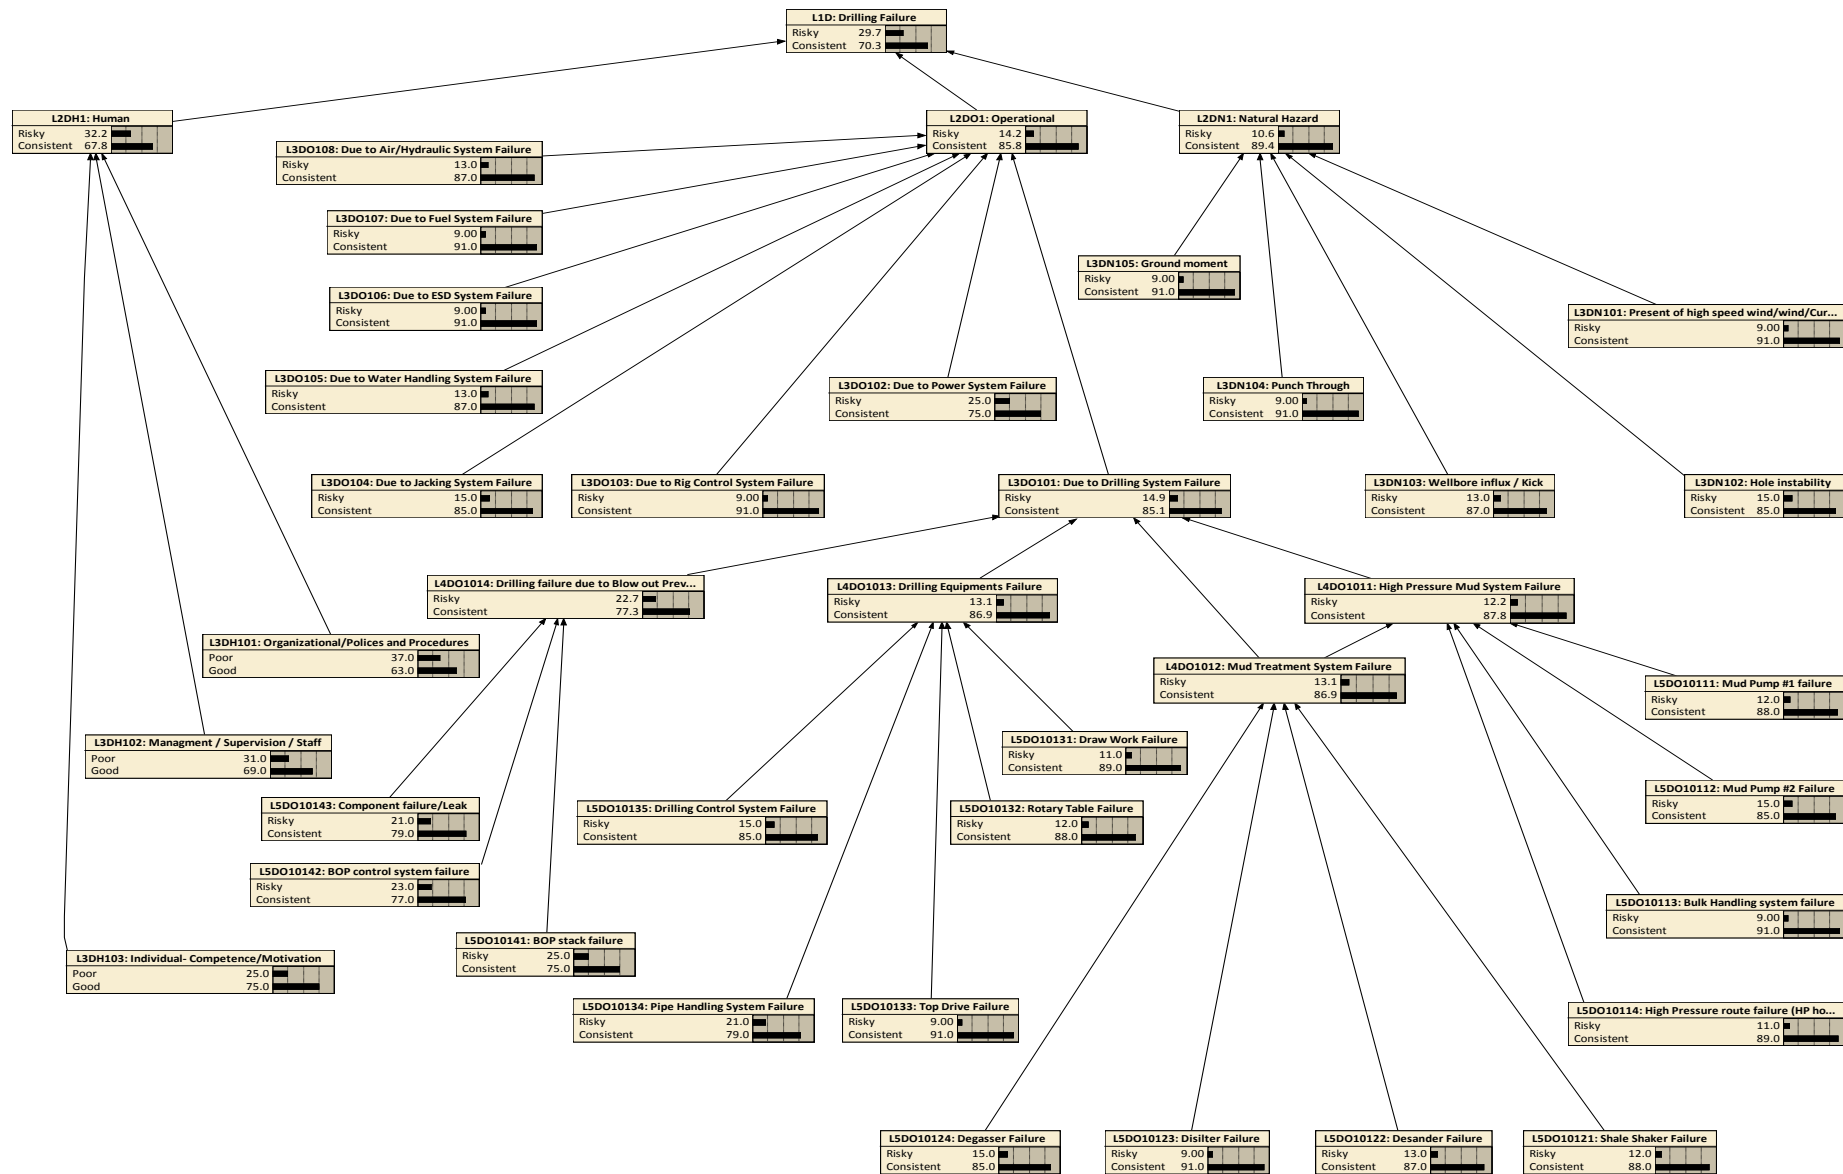 L1D: Drilling Failure
Risky 29.7
Consistent 70.3
L2DH1: Human
Risky 32.2
Consistent 67.8
L2DO1: Operational
Risky 14.2
Consistent 85.8
L2DN1: Natural Hazard
Risky 10.6
Consistent 89.4
L3DO108: Due to Air/Hydraulic System Failure
Risky 13.0
Consistent 87.0
L3DO107: Due to Fuel System Failure
Risky 9.00
Consistent 91.0
L3DN105: Ground moment
Risky 9.00
Consistent 91.0
L3DO106: Due to ESD System Failure
Risky 9.00
Consistent 91.0
L3DN101: Present of high speed wind/wind/Cur...
Risky 9.00
Consistent 91.0
L3DO105: Due to Water Handling System Failure
Risky 13.0
Consistent 87.0
L3DO102: Due to Power System Failure
Risky 25.0
Consistent 75.0
L3DN104: Punch Through
Risky 9.00
Consistent 91.0
L3DO104: Due to Jacking System Failure
Risky 15.0
Consistent 85.0
L3DO103: Due to Rig Control System Failure
Risky 9.00
Consistent 91.0
L3DO101: Due to Drilling System Failure
Risky 14.9
Consistent 85.1
L3DN103: Wellbore influx / Kick
Risky 13.0
Consistent 87.0
L3DN102: Hole instability
Risky 15.0
Consistent 85.0
L4DO1014: Drilling failure due to Blow out Prev...
Risky 22.7
Consistent 77.3
L4DO1013: Drilling Equipments Failure
Risky 13.1
Consistent 86.9
L4DO1011: High Pressure Mud System Failure
Risky 12.2
Consistent 87.8
L3DH101: Organizational/Polices and Procedures
Poor 37.0
Good 63.0
L4DO1012: Mud Treatment System Failure
Risky 13.1
Consistent 86.9
L5DO10111: Mud Pump #1 failure
Risky 12.0
Consistent 88.0
L3DH102: Managment / Supervision / Staff
Poor 31.0
Good 69.0
L5DO10131: Draw Work Failure
Risky 11.0
Consistent 89.0
L5DO10143: Component failure/Leak
Risky 21.0
Consistent 79.0
L5DO10135: Drilling Control System Failure
Risky 15.0
Consistent 85.0
L5DO10132: Rotary Table Failure
Risky 12.0
Consistent 88.0
L5DO10112: Mud Pump #2 Failure
Risky 15.0
Consistent 85.0
L5DO10142: BOP control system failure
Risky 23.0
Consistent 77.0
L5DO10113: Bulk Handling system failure
Risky 9.00
Consistent 91.0
L5DO10141: BOP stack failure
Risky 25.0
Consistent 75.0
L3DH103: Individual- Competence/Motivation
Poor 25.0
Good 75.0
L5DO10134: Pipe Handling System Failure
Risky 21.0
Consistent 79.0
L5DO10133: Top Drive Failure
Risky 9.00
Consistent 91.0
L5DO10114: High Pressure route failure (HP ho...
Risky 11.0
Consistent 89.0
L5DO10124: Degasser Failure
Risky 15.0
Consistent 85.0
L5DO10123: Disilter Failure
Risky 9.00
Consistent 91.0
L5DO10122: Desander Failure
Risky 13.0
Consistent 87.0
L5DO10121: Shale Shaker Failure
Risky 12.0
Consistent 88.0